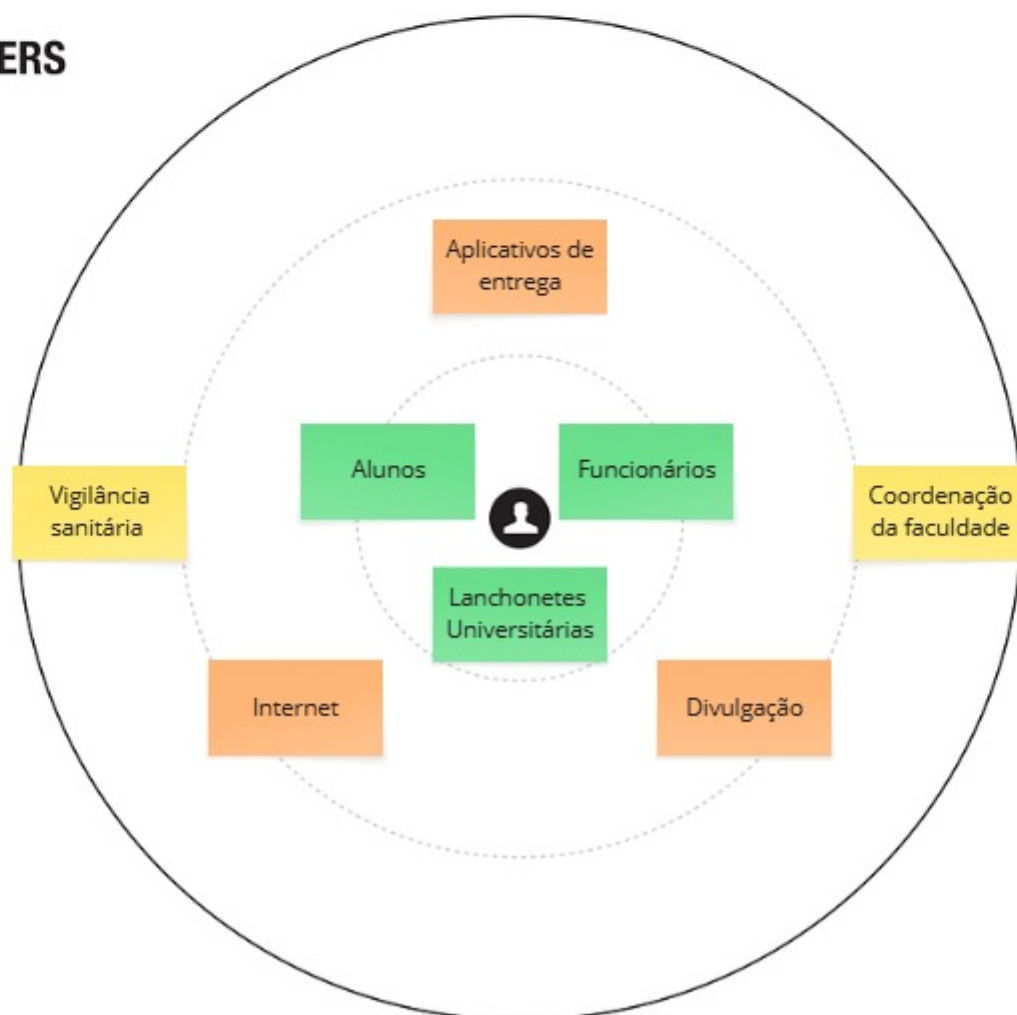 ERS
Aplicativos de
entrega
Alunos
Funcionários
Vigilância
sanitária
Coordenação
da faculdade
Lanchonetes
Universitárias
Internet
Divulgação